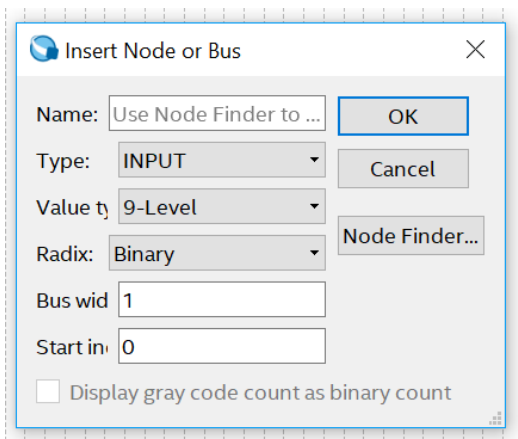 Insert Node or Bus
Name: Use Node Finder to ... OK
Type: INPUT Cancel
Value ty 9-Level
Node Finder...
Radix: Binary
Bus wid 1
Start in 0
Display gray code count as binary count